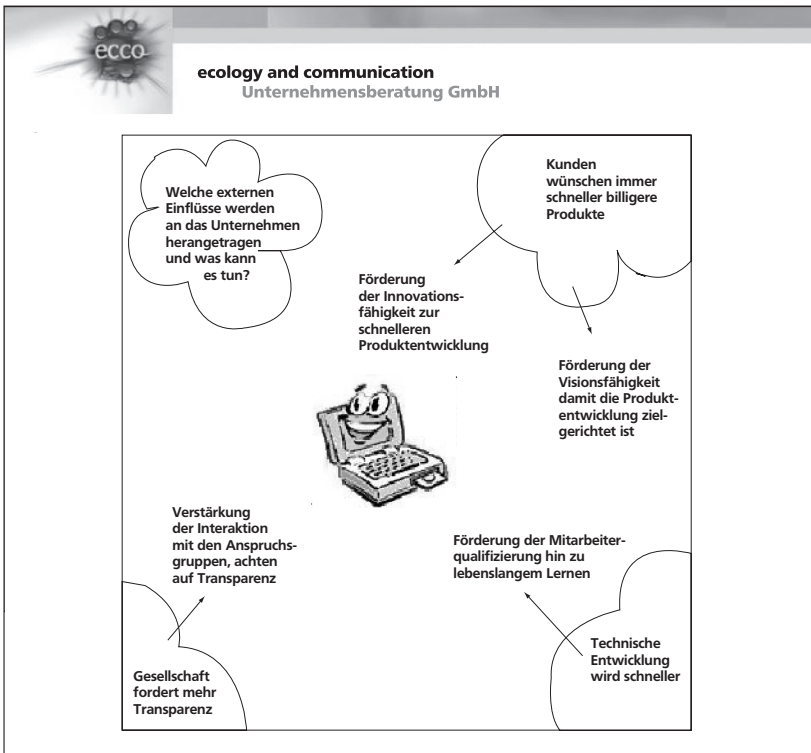 ecco
ecology and communication
Unternehmensberatung GmbH
Welche externen
Einflüsse werden
an das Unternehmen
herangetragen
und was kann
es tun?
Kunden
wünschen immer
schneller billigere
Produkte
Förderung
der Innovations-
fähigkeit zur
schnelleren
Produktentwicklung
Förderung der
Visionsfähigkeit
damit die Produkt-
entwicklung ziel-
gerichtet ist
Verstärkung
der Interaktion
mit den Anspruchs-
gruppen, achten
auf Transparenz
Förderung der Mitarbeiter-
qualifizierung hin zu
lebenslangem Lernen
Gesellschaft
fordert mehr
Transparenz
Technische
Entwicklung
wird schneller